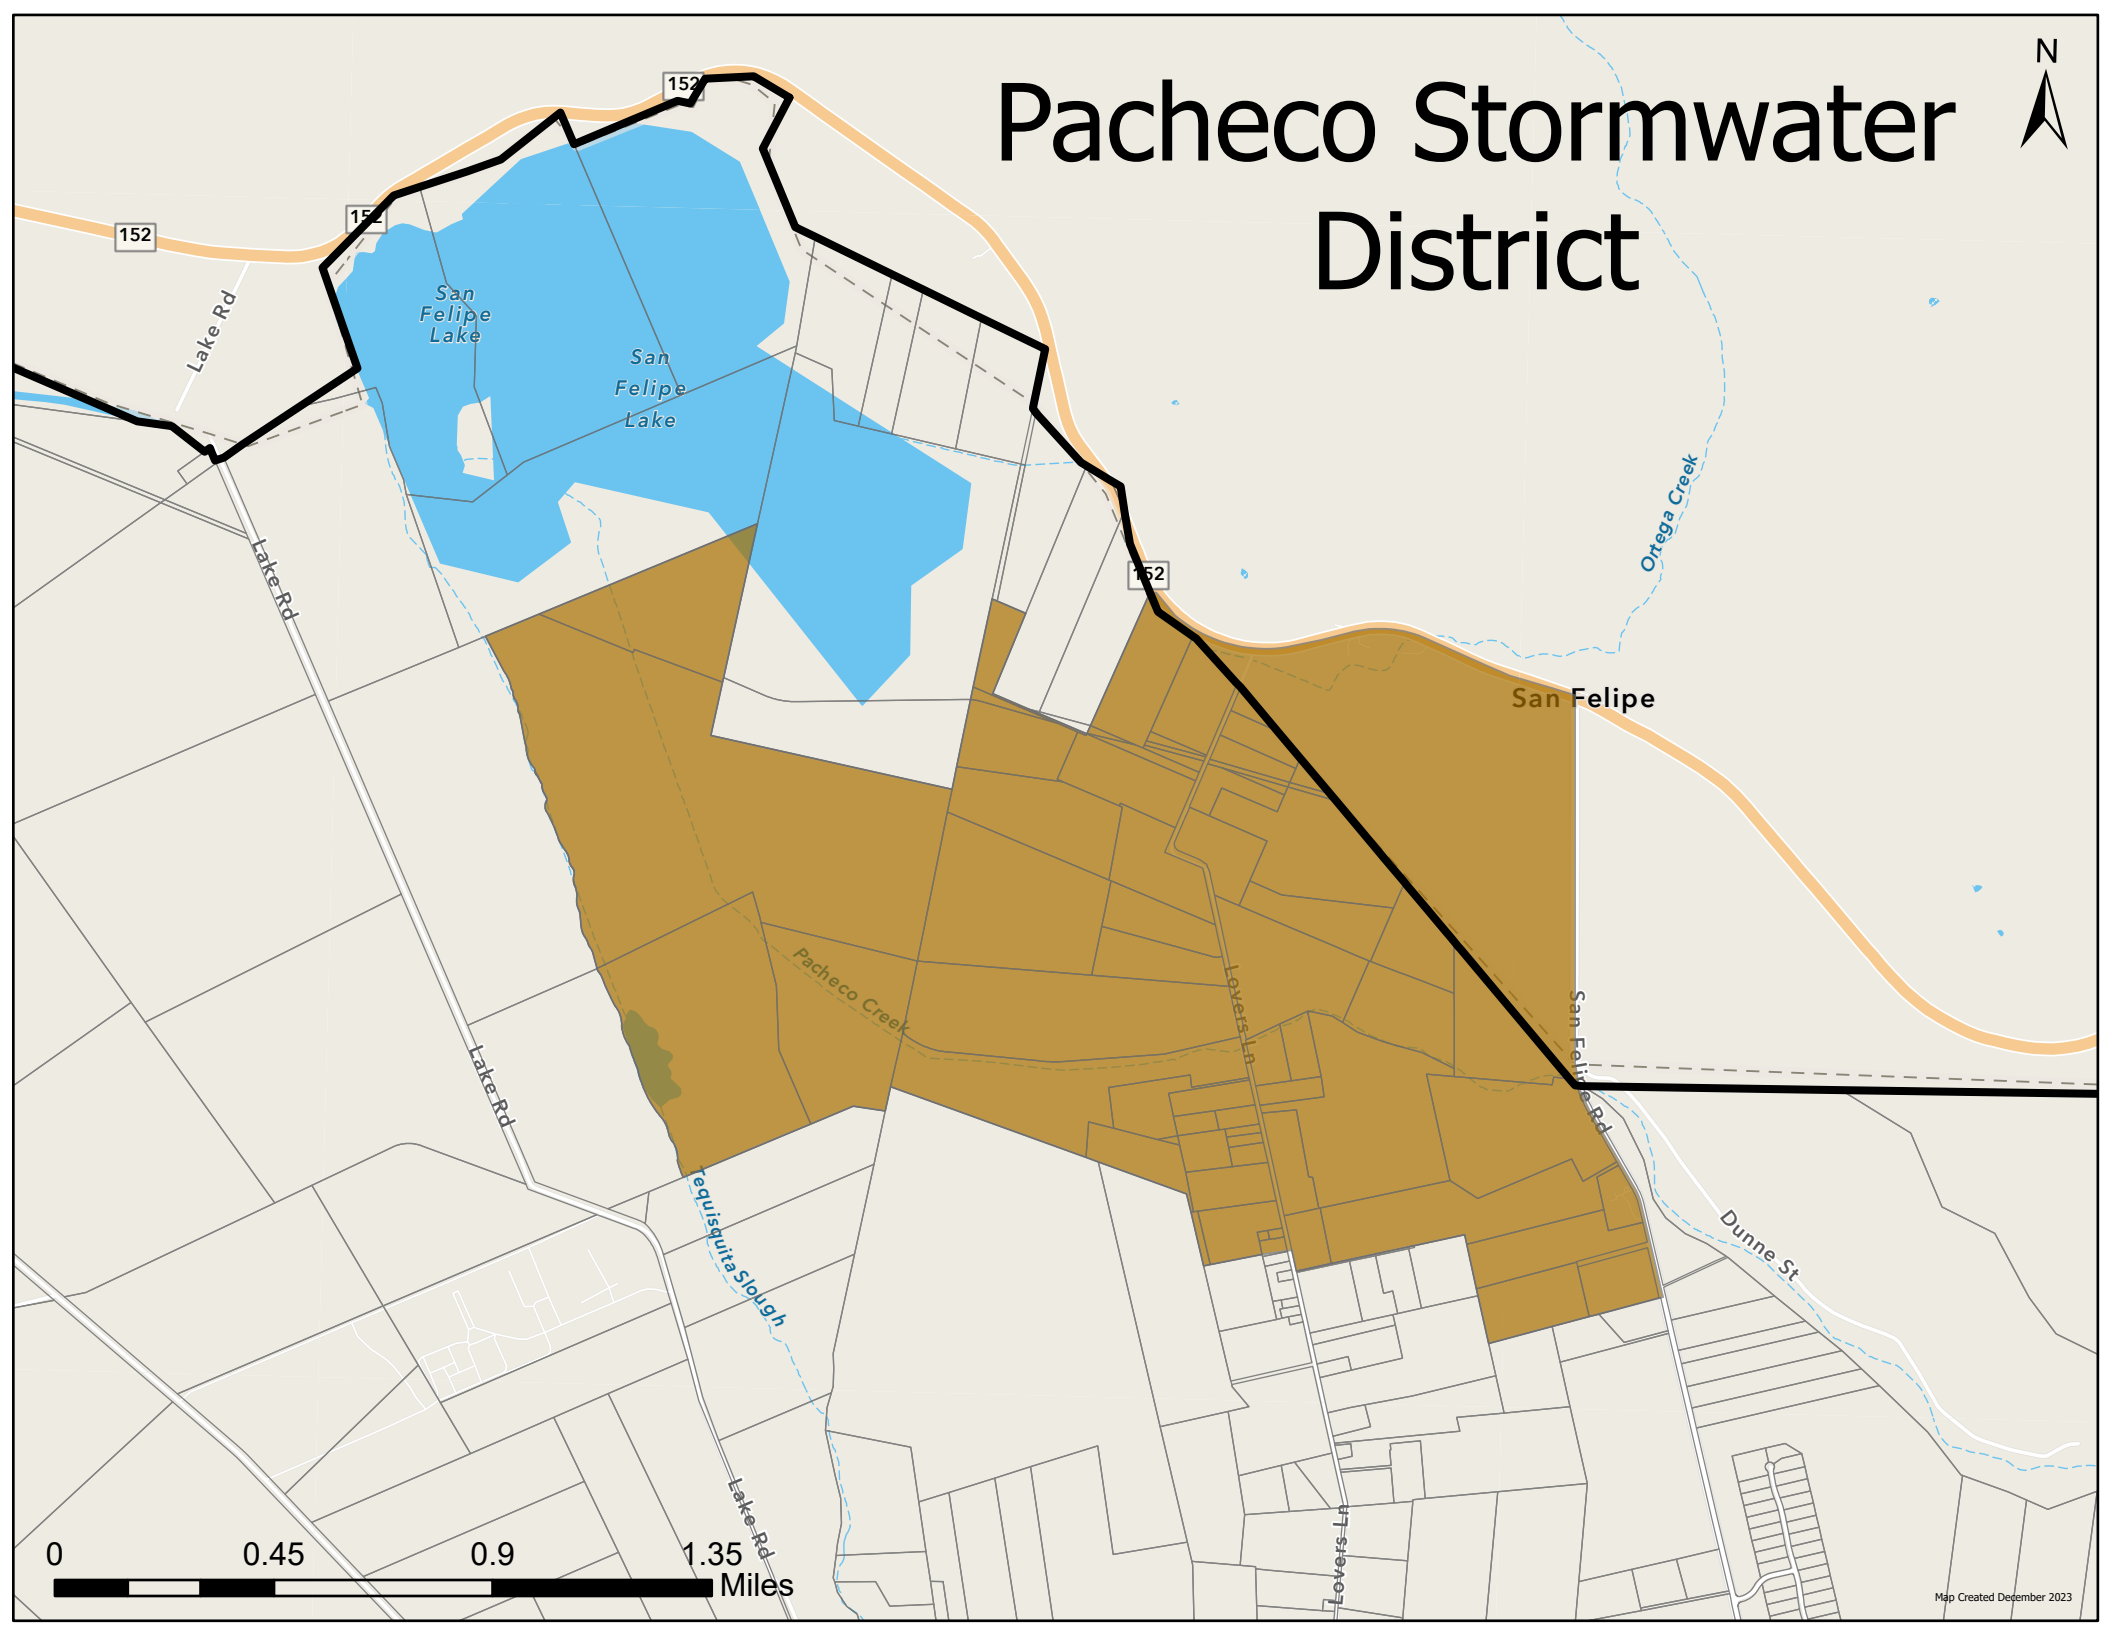 Pacheco Stormwater
District
N
152
152
152
Lake Rd
San
Felipe
Lake
San
Felipe
Lake
Ortega Creek
Lake Rd
152
San Felipe
Pacheco Creek
Lovers Ln
San Felipe Rd
Lake Rd
Tequisquita Slough
Dunne St
Lake Rd
Lovers Ln
0 0.45 0.9 1.35
Miles
Map Created December 2023